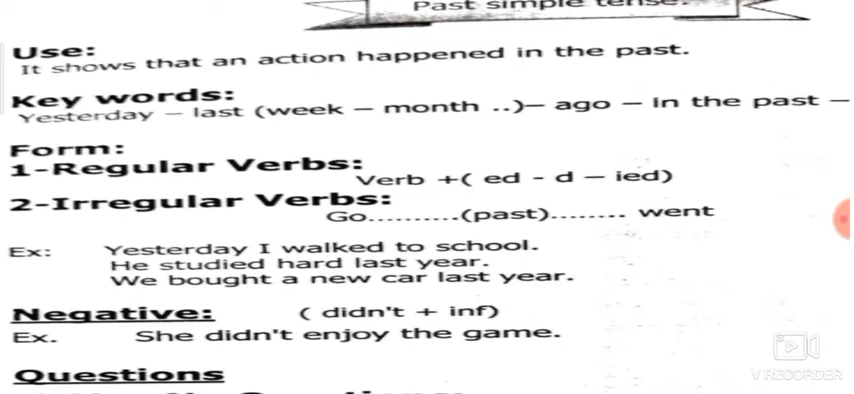 Past simple tense.
Use:
It shows that an action happened in the past.
Key words:
Yesterday – last (week – month ..)– ago – in the past –
Form:
1-Regular Verbs:
Verb +( ed - d – ied)
2-Irregular Verbs:
Go..........(past)........ went
Ex: Yesterday I walked to school.
He studied hard last year.
We bought a new car last year.
Negative: ( didn't + inf)
Ex. She didn't enjoy the game.
Questions
V RECORDER